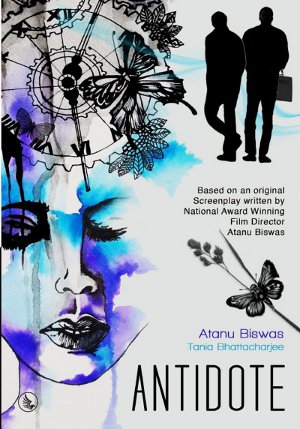 Based on an original
Screenplay written by
National Award Winning
Film Director
Atanu Biswas
Atanu Biswas
Tania Bhattacharjee
ANTIDOTE